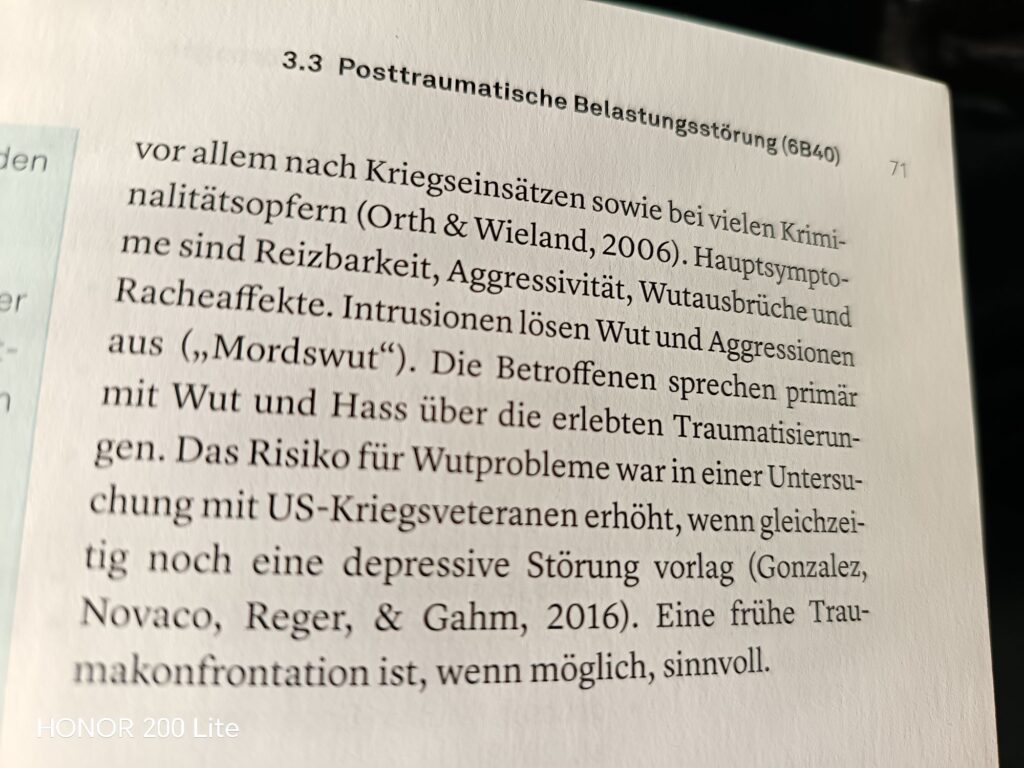 3.3 Posttraumatische Belastungsstörung (6B40)
71
vor allem nach Kriegseinsätzen sowie bei vielen Krimi-
nalitätsopfern (Orth & Wieland, 2006). Hauptsympto-
me sind Reizbarkeit, Aggressivität, Wutausbrüche und
Racheaffekte. Intrusionen lösen Wut und Aggressionen
aus („Mordswut“). Die Betroffenen sprechen primär
mit Wut und Hass über die erlebten Traumatisierun-
gen. Das Risiko für Wutprobleme war in einer Untersu-
chung mit US-Kriegsveteranen erhöht, wenn gleichzei-
tig noch eine depressive Störung vorlag (Gonzalez,
Novaco, Reger, & Gahm, 2016). Eine frühe Trau-
makonfrontation ist, wenn möglich, sinnvoll.
HONOR 200 Lite